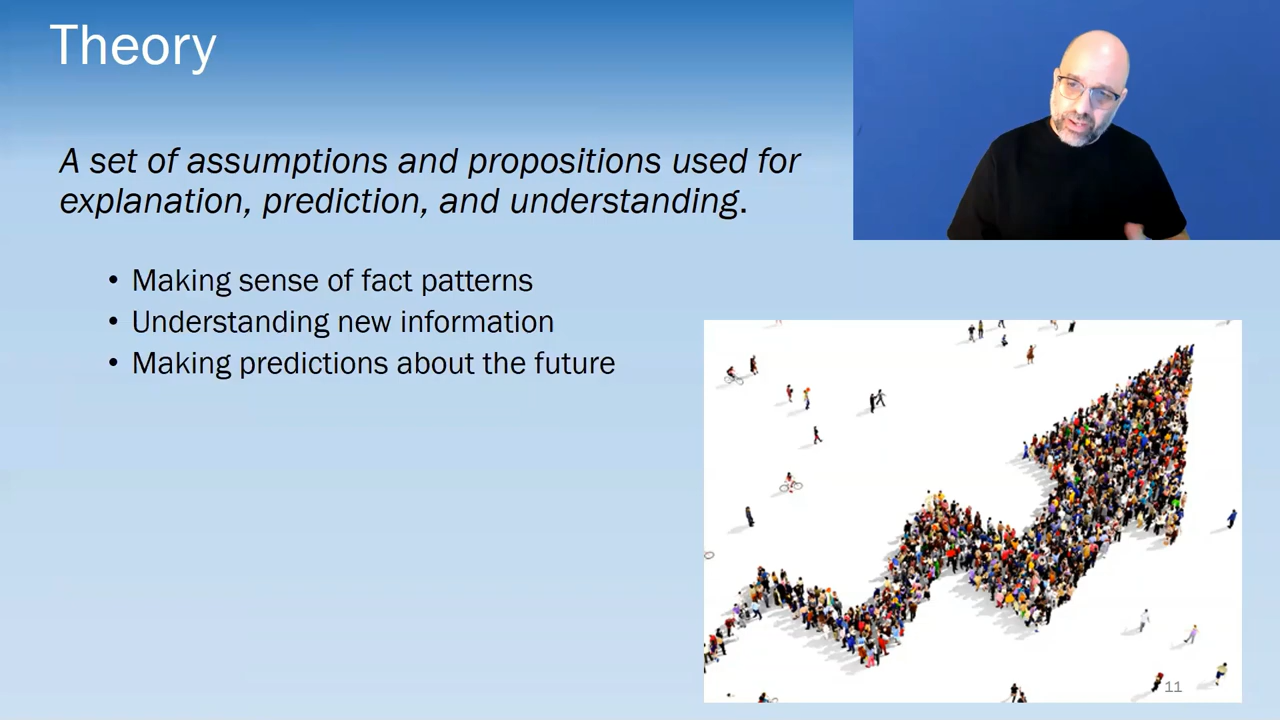 Theory
A set of assumptions and propositions used for
explanation, prediction, and understanding.
• Making sense of fact patterns
• Understanding new information
• Making predictions about the future
11